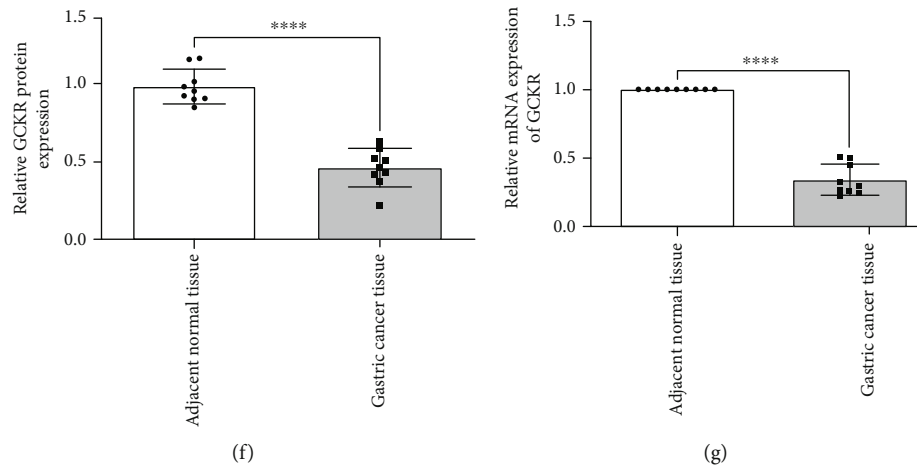 1.5
1.0
0.5
0.0
Relative GCKR protein
expression
****
Adjacent normal tissue
Gastric cancer tissue
(f)
1.5
1.0
0.5
0.0
Relative mRNA expression
of GCKR
****
Adjacent normal tissue
Gastric cancer tissue
(g)